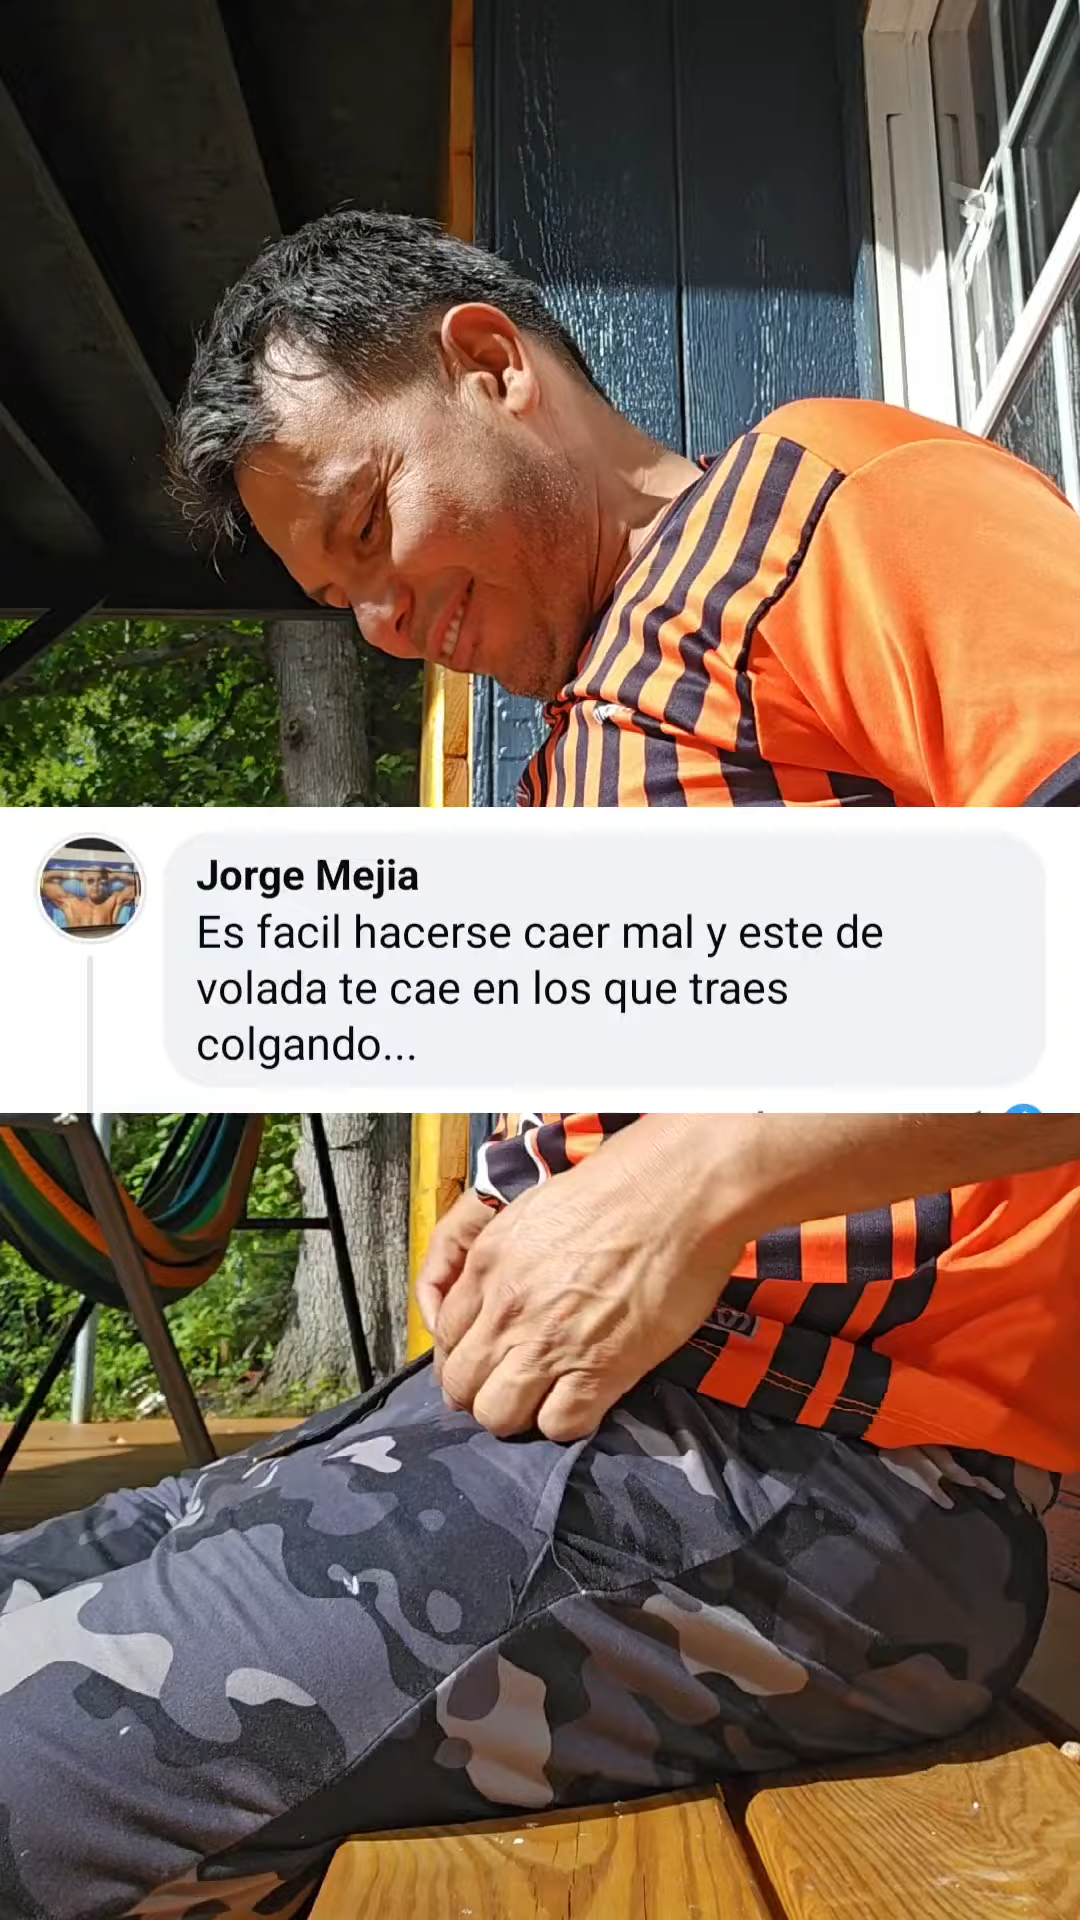 Jorge Mejia
Es facil hacerse caer mal y este de
volada te cae en los que traes
colgando...